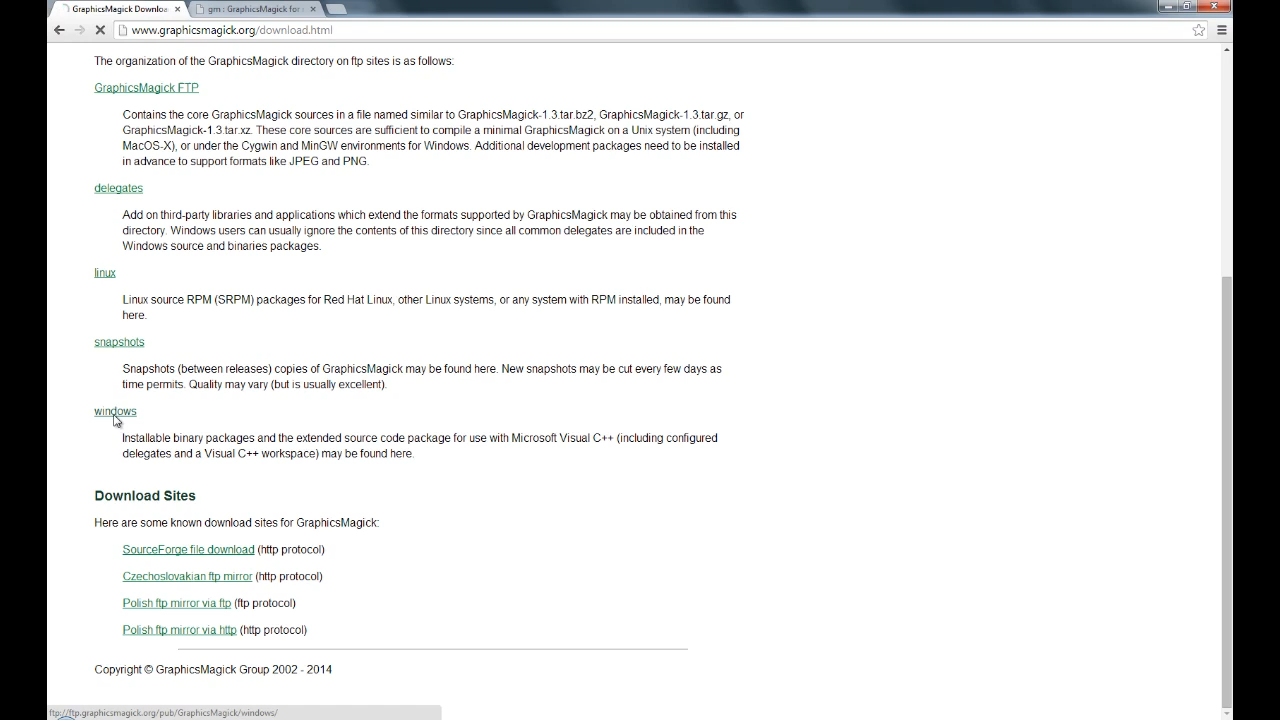 GraphicsMagick Downloa
gm : GraphicsMagick for
www.graphicsmagick.org/download.html
The organization of the GraphicsMagick directory on ftp sites is as follows:
GraphicsMagick FTP
Contains the core GraphicsMagick sources in a file named similar to GraphicsMagick-1.3.tar.bz2, GraphicsMagick-1.3.tar.gz, or
GraphicsMagick-1.3.tar.xz. These core sources are sufficient to compile a minimal GraphicsMagick on a Unix system (including
MacOS-X), or under the Cygwin and MinGW environments for Windows. Additional development packages need to be installed
in advance to support formats like JPEG and PNG.
delegates
Add on third-party libraries and applications which extend the formats supported by GraphicsMagick may be obtained from this
directory. Windows users can usually ignore the contents of this directory since all common delegates are included in the
Windows source and binaries packages.
linux
Linux source RPM (SRPM) packages for Red Hat Linux, other Linux systems, or any system with RPM installed, may be found
here.
snapshots
Snapshots (between releases) copies of GraphicsMagick may be found here. New snapshots may be cut every few days as
time permits. Quality may vary (but is usually excellent).
windows
Installable binary packages and the extended source code package for use with Microsoft Visual C++ (including configured
delegates and a Visual C++ workspace) may be found here.
Download Sites
Here are some known download sites for GraphicsMagick:
SourceForge file download (http protocol)
Czechoslovakian ftp mirror (http protocol)
Polish ftp mirror via ftp (ftp protocol)
Polish ftp mirror via http (http protocol)
Copyright © GraphicsMagick Group 2002 - 2014
ftp://ftp.graphicsmagick.org/pub/GraphicsMagick/windows/